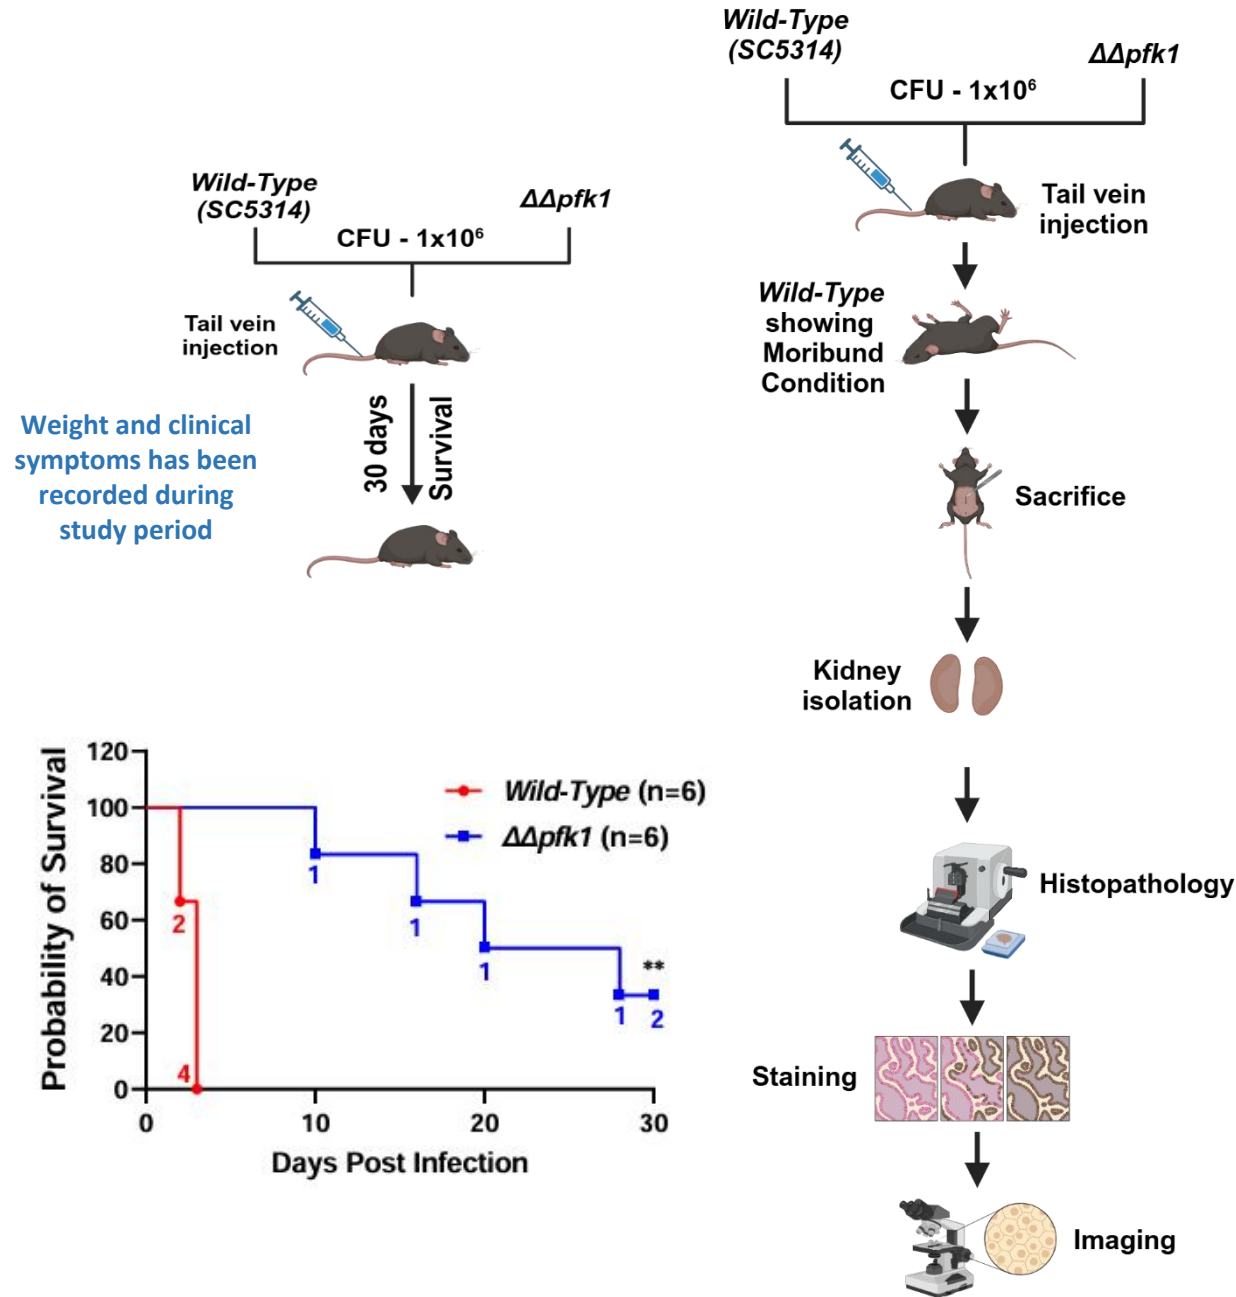 Wild-Type
(SC5314)
ΔΔpfk1
CFU - 1x10⁶
Tail vein
injection
30 days
Survival
Weight and clinical
symptoms has been
recorded during
study period
Probability of Survival
120
100
80
60
40
20
0
0
10
20
30
Days Post Infection
Wild-Type (n=6)
ΔΔpfk1 (n=6)
2
4
1
1
1
1
2
**
Wild-Type
(SC5314)
ΔΔpfk1
CFU - 1x10⁶
Tail vein
injection
Wild-Type
showing
Moribund
Condition
Sacrifice
Kidney
isolation
Histopathology
Staining
Imaging